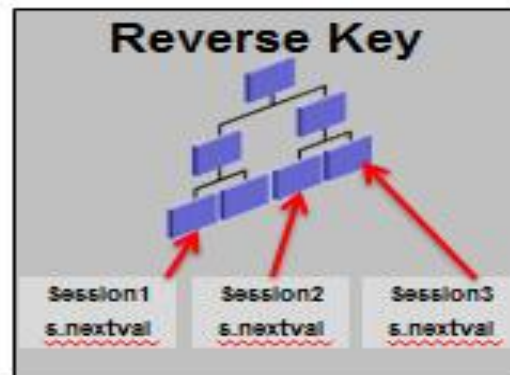 Reverse Key
Session1
s.nextval
Session2
s.nextval
Session3
s.nextval